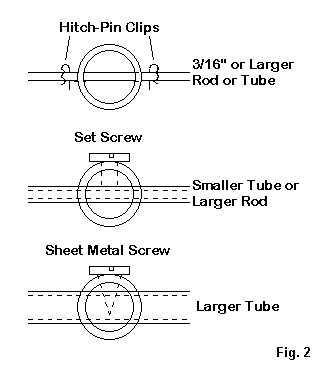 Hitch-Pin Clips
3/16" or Larger
Rod or Tube
Set Screw
Smaller Tube or
Larger Rod
Sheet Metal Screw
Larger Tube
Fig. 2